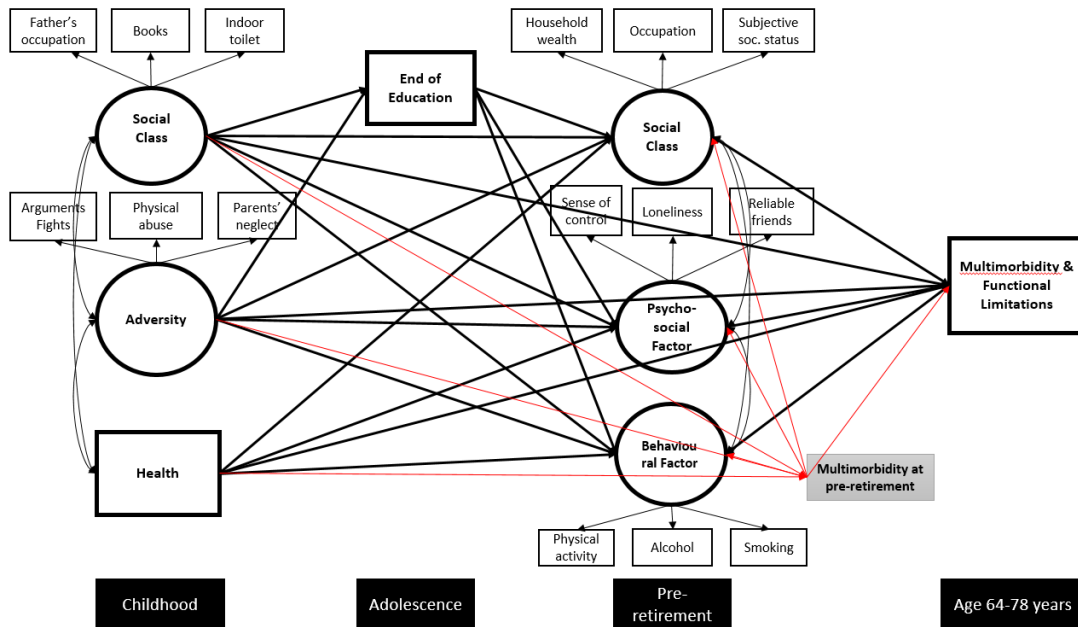 Father's
occupation
Books
Indoor
toilet
Household
wealth
Occupation
Subjective
soc. status
End of
Education
Social
Class
Social
Class
Arguments
Fights
Physical
abuse
Parents'
neglect
Sense of
control
Loneliness
Reliable
friends
Adversity
Psycho-
social
Factor
Multimorbidity &
Functional
Limitations
Health
Behaviou
ral Factor
Multimorbidity at
pre-retirement
Physical
activity
Alcohol
Smoking
Childhood
Adolescence
Pre-
retirement
Age 64-78 years